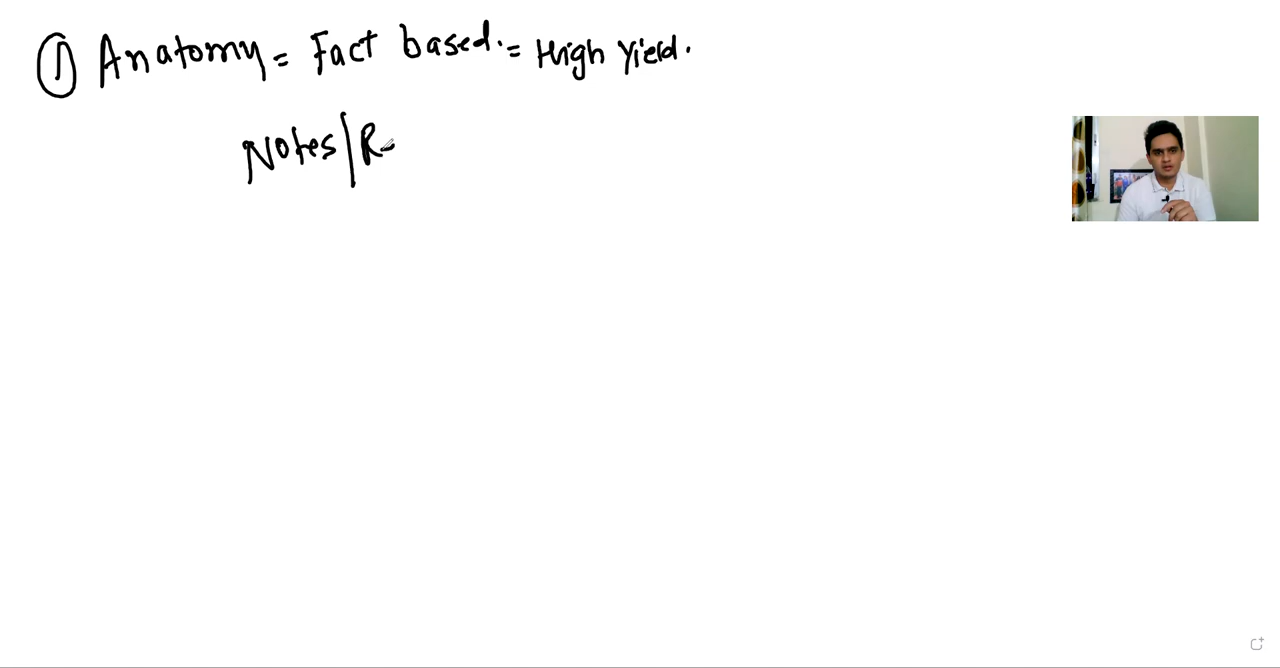 ① Anatomy = Fact based. = High Yield.
Notes/R